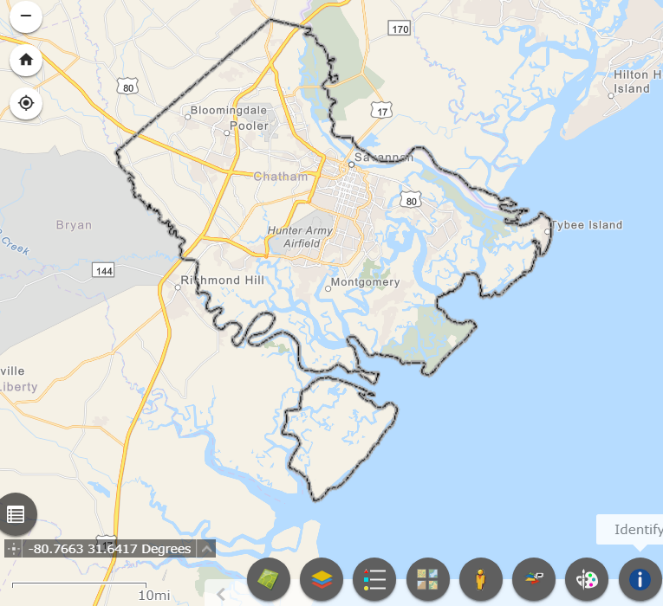 170
Hilton H
Island
80
Bloomingdale
17
Pooler
Savannah
Chatham
80
Bryan
Hunter Army
Airfield
Tybee Island
Creek
144
Richmond Hill
Montgomery
ville
Liberty
17
-80.7663 31.6417 Degrees
Identify
10mi